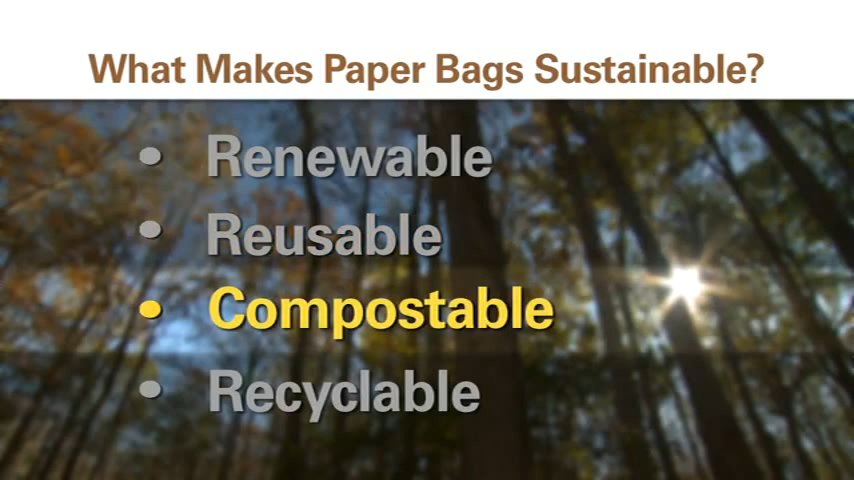 What Makes Paper Bags Sustainable?
• Renewable
• Reusable
• Compostable
• Recyclable